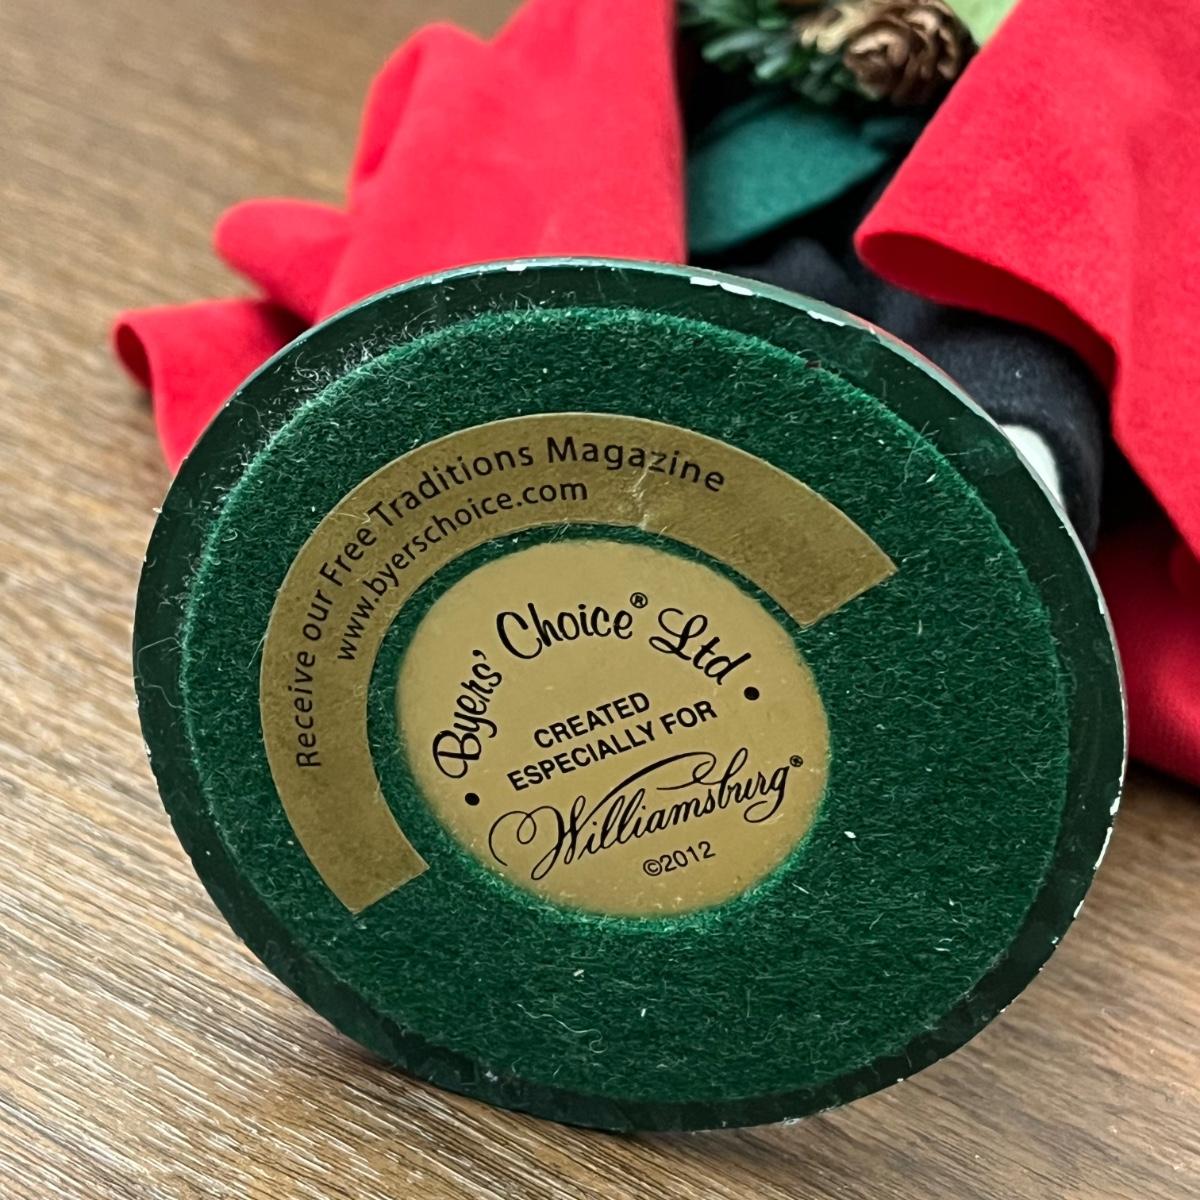 Receive our Free Traditions Magazine
www.byerschoice.com
• Byers' Choice® Ltd •
CREATED
ESPECIALLY FOR
Williamsburg®
©2012